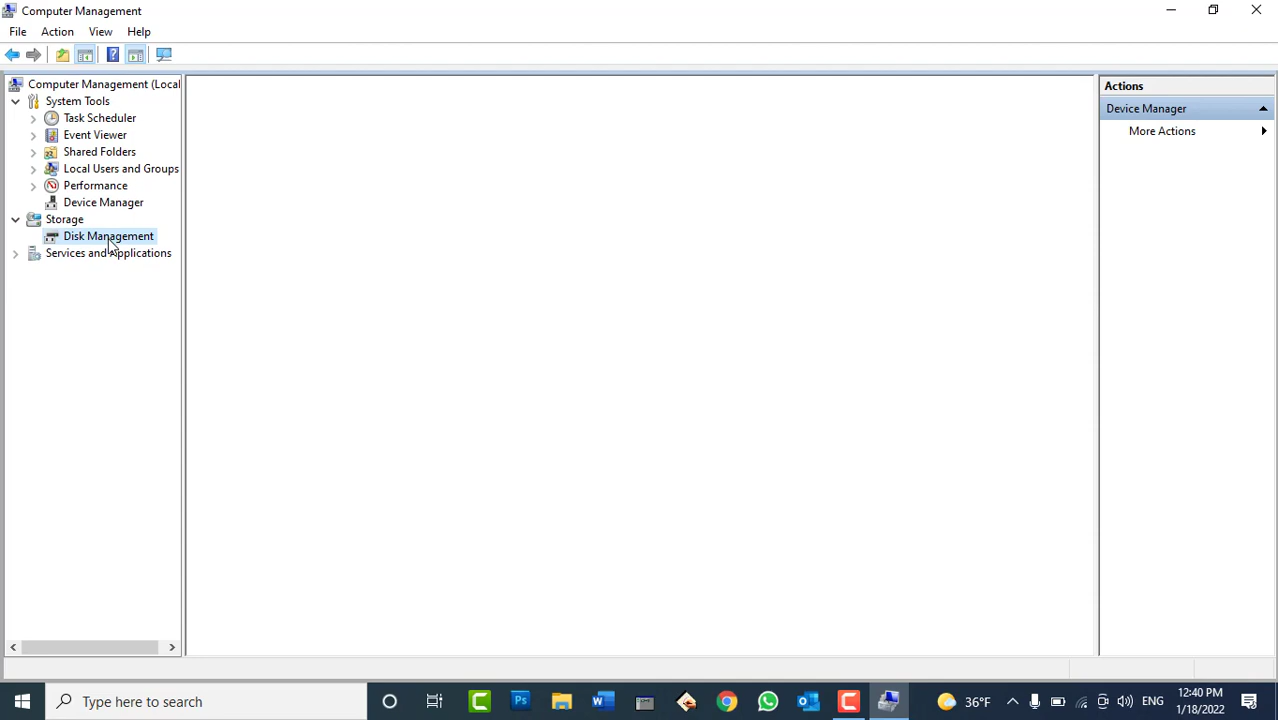 Computer Management
File Action View Help
Computer Management (Local
System Tools
Task Scheduler
Event Viewer
Shared Folders
Local Users and Groups
Performance
Device Manager
Storage
Disk Management
Services and Applications
Actions
Device Manager
More Actions
Type here to search
Ps
36°F
ENG
12:40 PM
1/18/2022